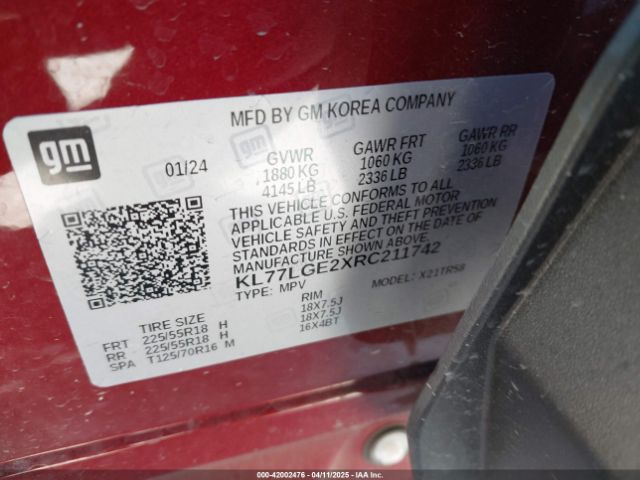 MFD BY GM KOREA COMPANY
gm
01/24
GVWR
1880 KG
4145 LB
GAWR FRT
1060 KG
2336 LB
GAWR RR
1060 KG
2336 LB
THIS VEHICLE CONFORMS TO ALL
APPLICABLE U.S. FEDERAL MOTOR
VEHICLE SAFETY AND THEFT PREVENTION
STANDARDS IN EFFECT ON THE DATE
OF MANUFACTURE SHOWN ABOVE.
KL77LGE2XRC211742
TYPE: MPV
MODEL: X21TR58
TIRE SIZE
RIM
FRT 225/55R18 H 18X7.5J
RR 225/55R18 H 18X7.5J
SPA T125/70R16 M 16X4BT
000-42002476 - 04/11/2025 - IAAI.COM